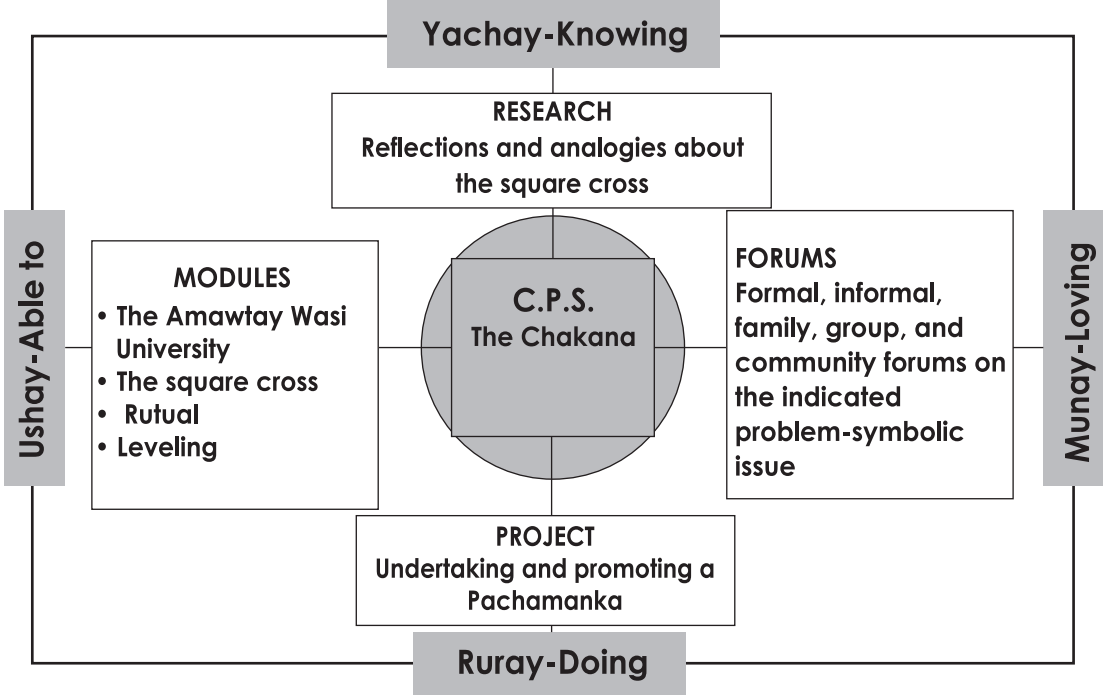 Yachay-Knowing
RESEARCH
Reflections and analogies about
the square cross
Ushay-Able to
MODULES
• The Amawtay Wasi
University
• The square cross
• Rutual
• Leveling
C.P.S.
The Chakana
FORUMS
Formal, informal,
family, group, and
community forums on
the indicated
problem-symbolic
issue
Munay-Loving
PROJECT
Undertaking and promoting a
Pachamanka
Ruray-Doing